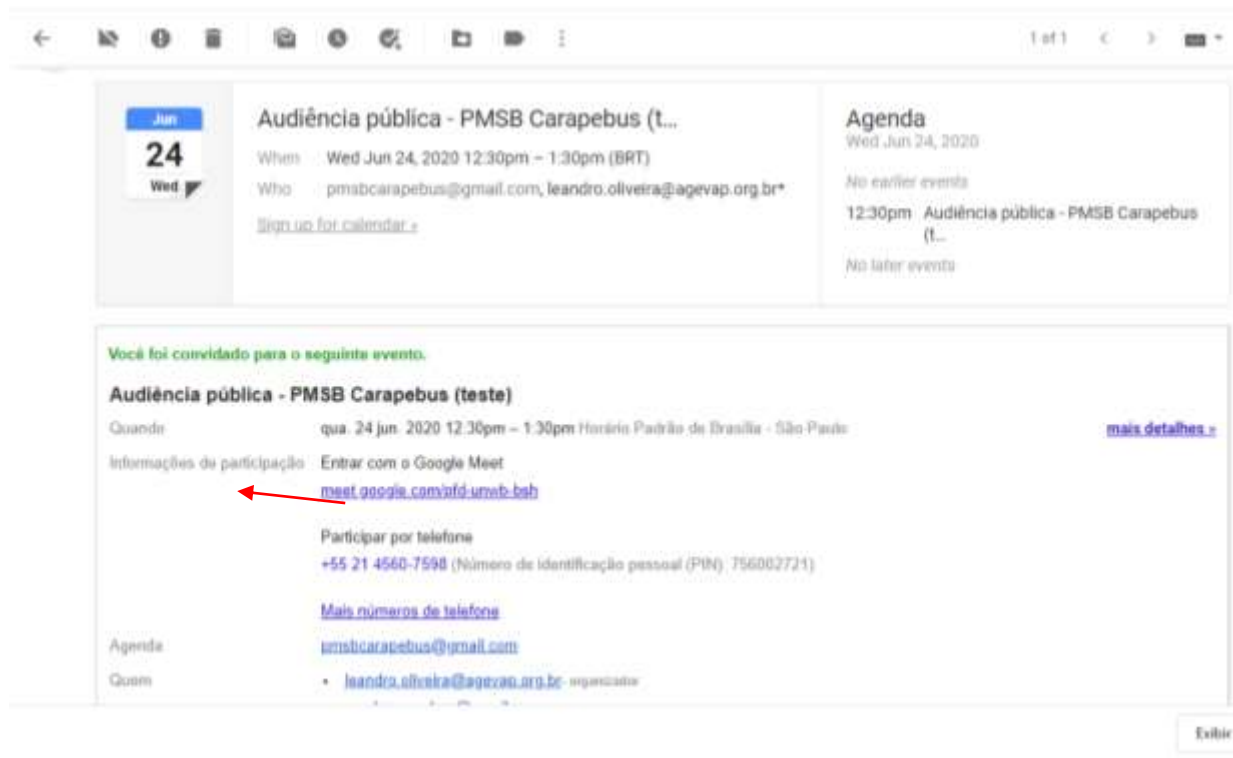 1 of 1
Jun
24
Wed
Audiência pública - PMSB Carapebus (t...
When Wed Jun 24, 2020 12:30pm – 1:30pm (BRT)
Who pmsbcarapebus@gmail.com, leandro.oliveira@agevap.org.br*
Sign up for calendar »
Agenda
Wed Jun 24, 2020
No earlier events
12:30pm Audiência pública - PMSB Carapebus
(t...
No later events
Você foi convidado para o seguinte evento.
Audiência pública - PMSB Carapebus (teste)
Quando qua. 24 jun. 2020 12:30pm – 1:30pm Horário Padrão de Brasília - São Paulo
mais detalhes »
Informações de participação Entrar com o Google Meet
Participar por telefone
+55 21 4560-7598 (Número de identificação pessoal (PIN): 756002721)
Mais números de telefone
Agenda pmsbcarapebus@gmail.com
Quem • leandro.oliveira@agevap.org.br - organizador
Exibir